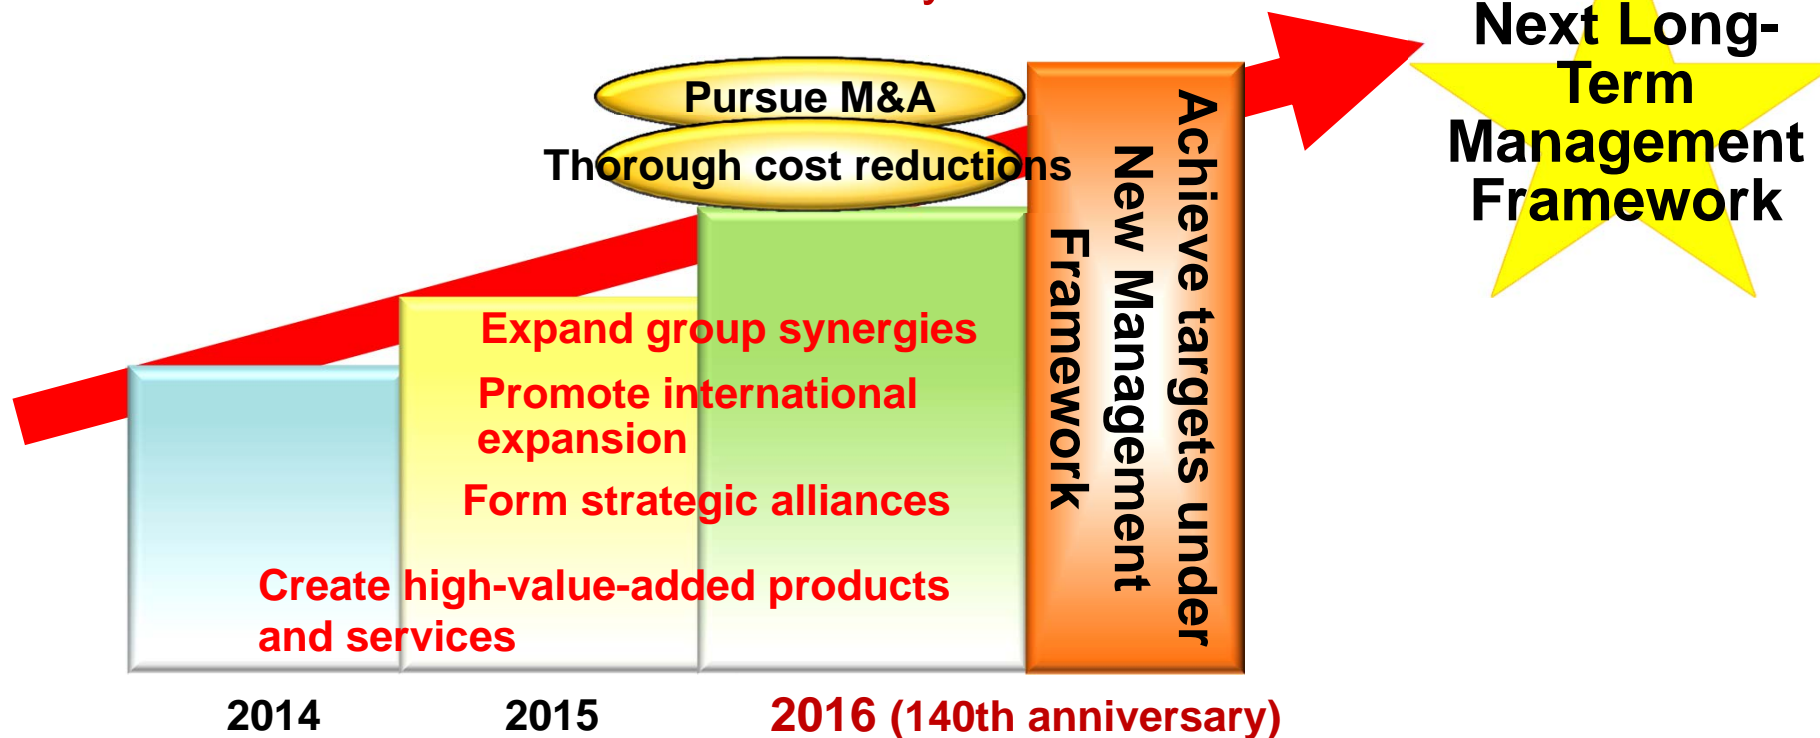 Next Long-
Term
Management
Framework
Pursue M&A
Thorough cost reductions
Achieve targets under
New Management
Framework
Expand group synergies
Promote international
expansion
Form strategic alliances
Create high-value-added products
and services
2014
2015
2016 (140th anniversary)